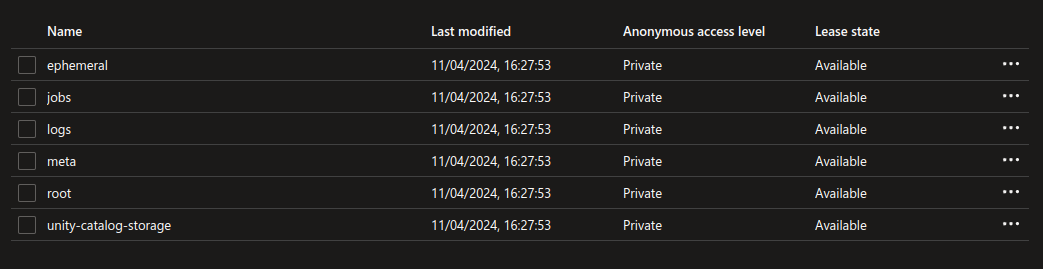 Name Last modified Anonymous access level Lease state
ephemeral 11/04/2024, 16:27:53 Private Available
jobs 11/04/2024, 16:27:53 Private Available
logs 11/04/2024, 16:27:53 Private Available
meta 11/04/2024, 16:27:53 Private Available
root 11/04/2024, 16:27:53 Private Available
unity-catalog-storage 11/04/2024, 16:27:53 Private Available